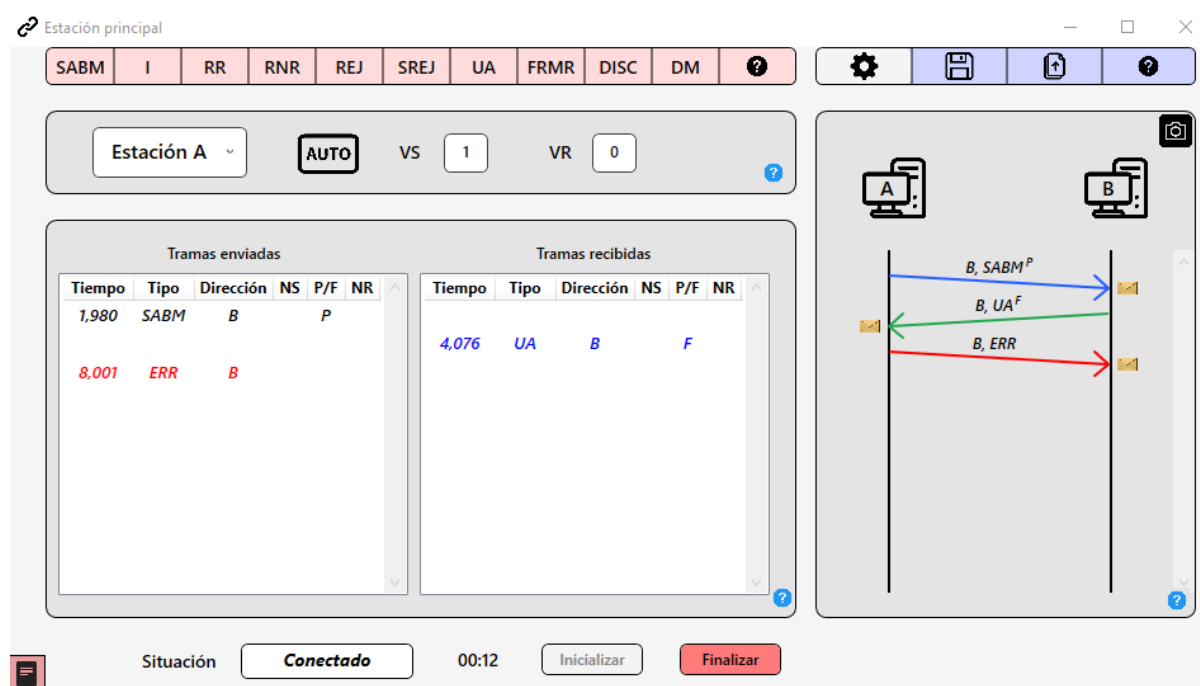 Estación principal
SABM I RR RNR REJ SREJ UA FRMR DISC DM ?
?
Estación A AUTO VS 1 VR 0
?
Tramas enviadas Tramas recibidas
Tiempo Tipo Dirección NS P/F NR Tiempo Tipo Dirección NS P/F NR
1,980 SABM B P
4,076 UA B F
8,001 ERR B
?
A B
B, SABM^P
B, UA^F
B, ERR
?
Situación Conectado 00:12 Inicializar Finalizar